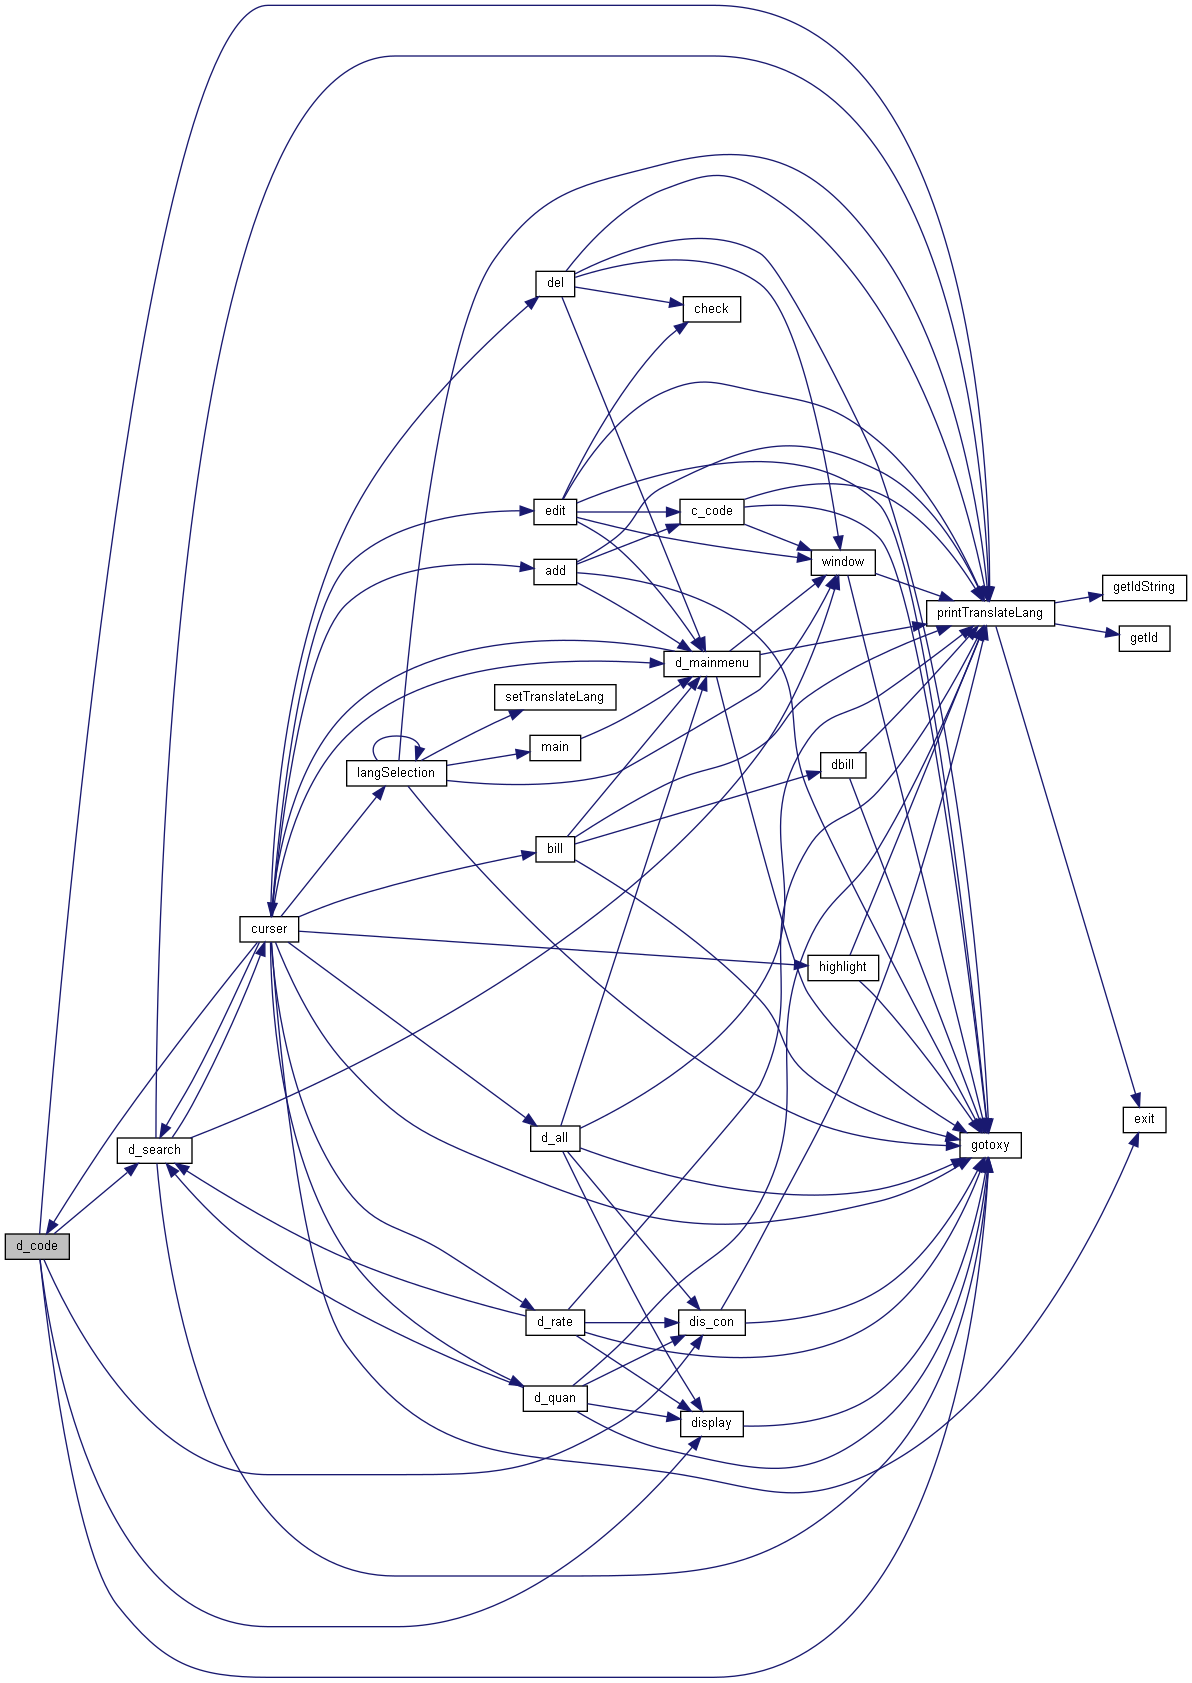 del
check
edit
c_code
add
window
getIdString
printTranslateLang
getId
d_mainmenu
setTranslateLang
main
dbill
langSelection
bill
curser
highlight
exit
d_all
gotoxy
d_search
d_code
d_rate
dis_con
d_quan
display